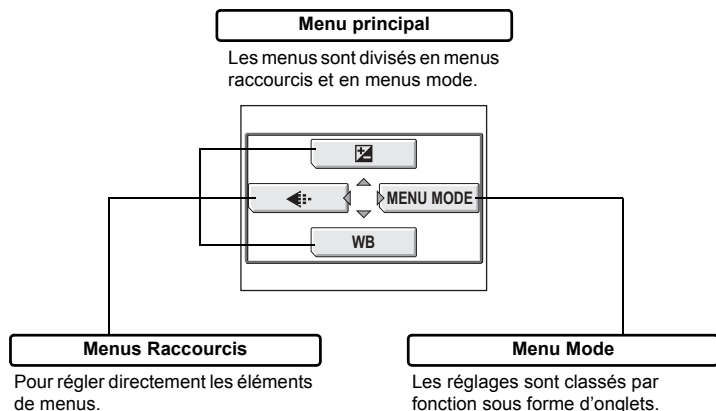 Menu principal
Les menus sont divisés en menus
raccourcis et en menus mode.
MENU MODE
WB
Menus Raccourcis
Pour régler directement les éléments
de menus.
Menu Mode
Les réglages sont classés par
fonction sous forme d'onglets.